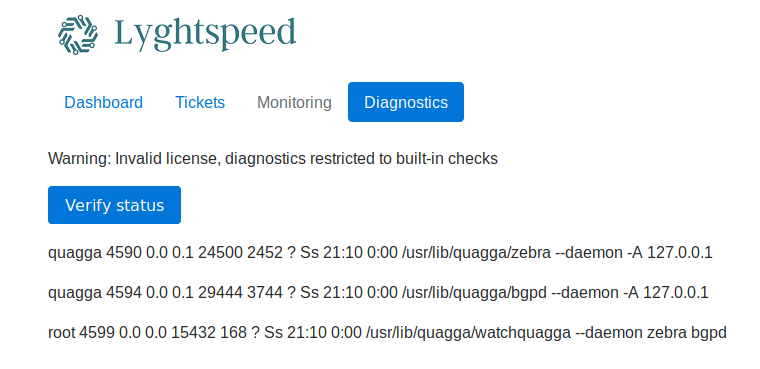 Lyghtspeed
Dashboard Tickets Monitoring Diagnostics
Warning: Invalid license, diagnostics restricted to built-in checks
Verify status
quagga 4590 0.0 0.1 24500 2452 ? Ss 21:10 0:00 /usr/lib/quagga/zebra --daemon -A 127.0.0.1
quagga 4594 0.0 0.1 29444 3744 ? Ss 21:10 0:00 /usr/lib/quagga/bgpd --daemon -A 127.0.0.1
root 4599 0.0 0.0 15432 168 ? Ss 21:10 0:00 /usr/lib/quagga/watchquagga --daemon zebra bgpd